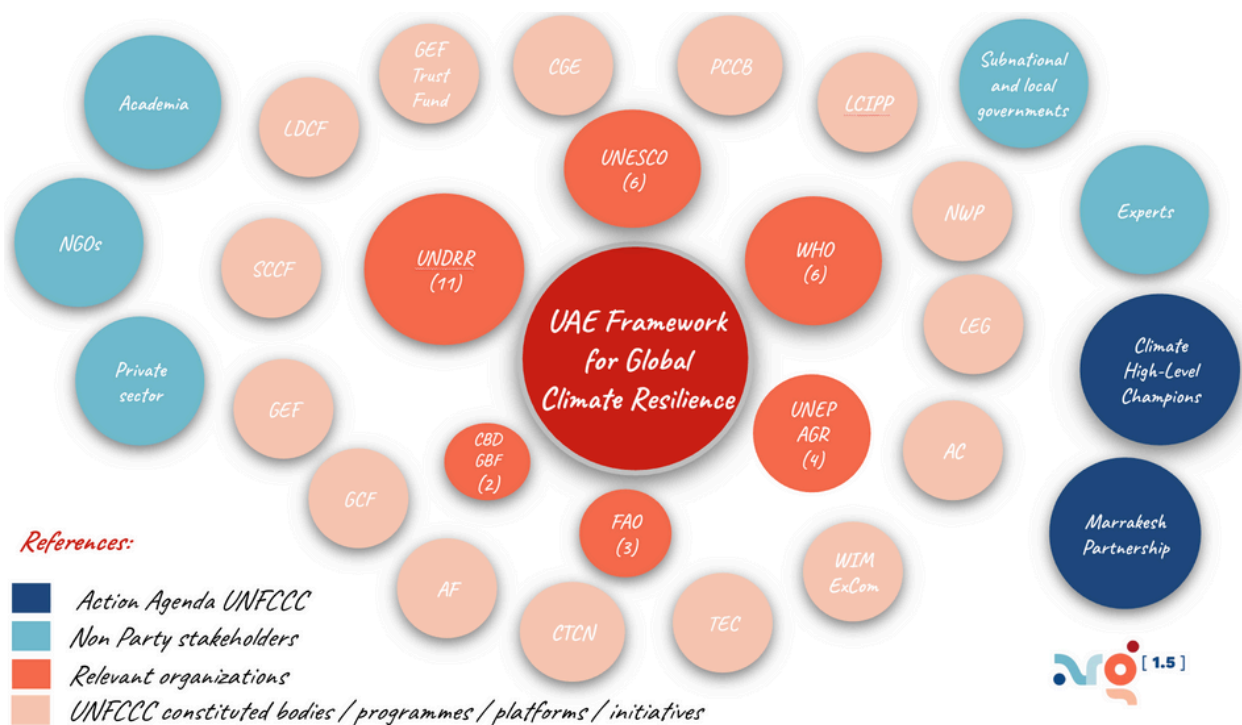 Academia
LDCF
GEF
Trust
Fund
CGE
PCCB
LCIPP
Subnational
and local
governments
NGOs
SCCF
UNDRR
(11)
UNESCO
(6)
WHO
(6)
NWP
Experts
Private
sector
GEF
UAE Framework
for Global
Climate Resilience
LEG
Climate
High-Level
Champions
GCF
CBD
GBF
(2)
UNEP
AGR
(4)
AC
AF
FAO
(3)
WIM
ExCom
Marrakesh
Partnership
CTCN
TEC
References:
Action Agenda UNFCCC
Non Party stakeholders
Relevant organizations
UNFCCC constituted bodies / programmes / platforms / initiatives
arg [ 1.5 ]